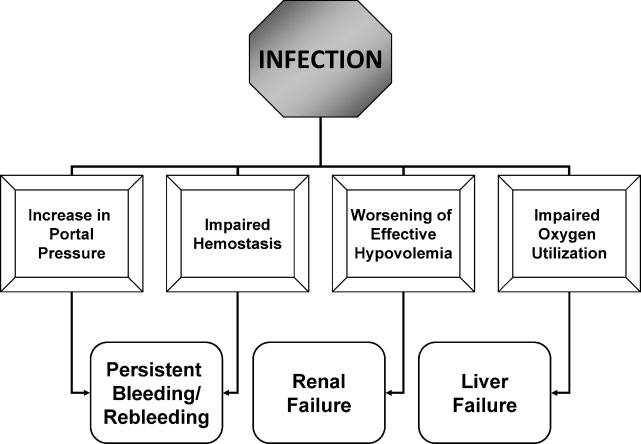 INFECTION
Increase in
Portal
Pressure
Impaired
Hemostasis
Worsening of
Effective
Hypovolemia
Impaired
Oxygen
Utilization
Persistent
Bleeding/
Rebleeding
Renal
Failure
Liver
Failure